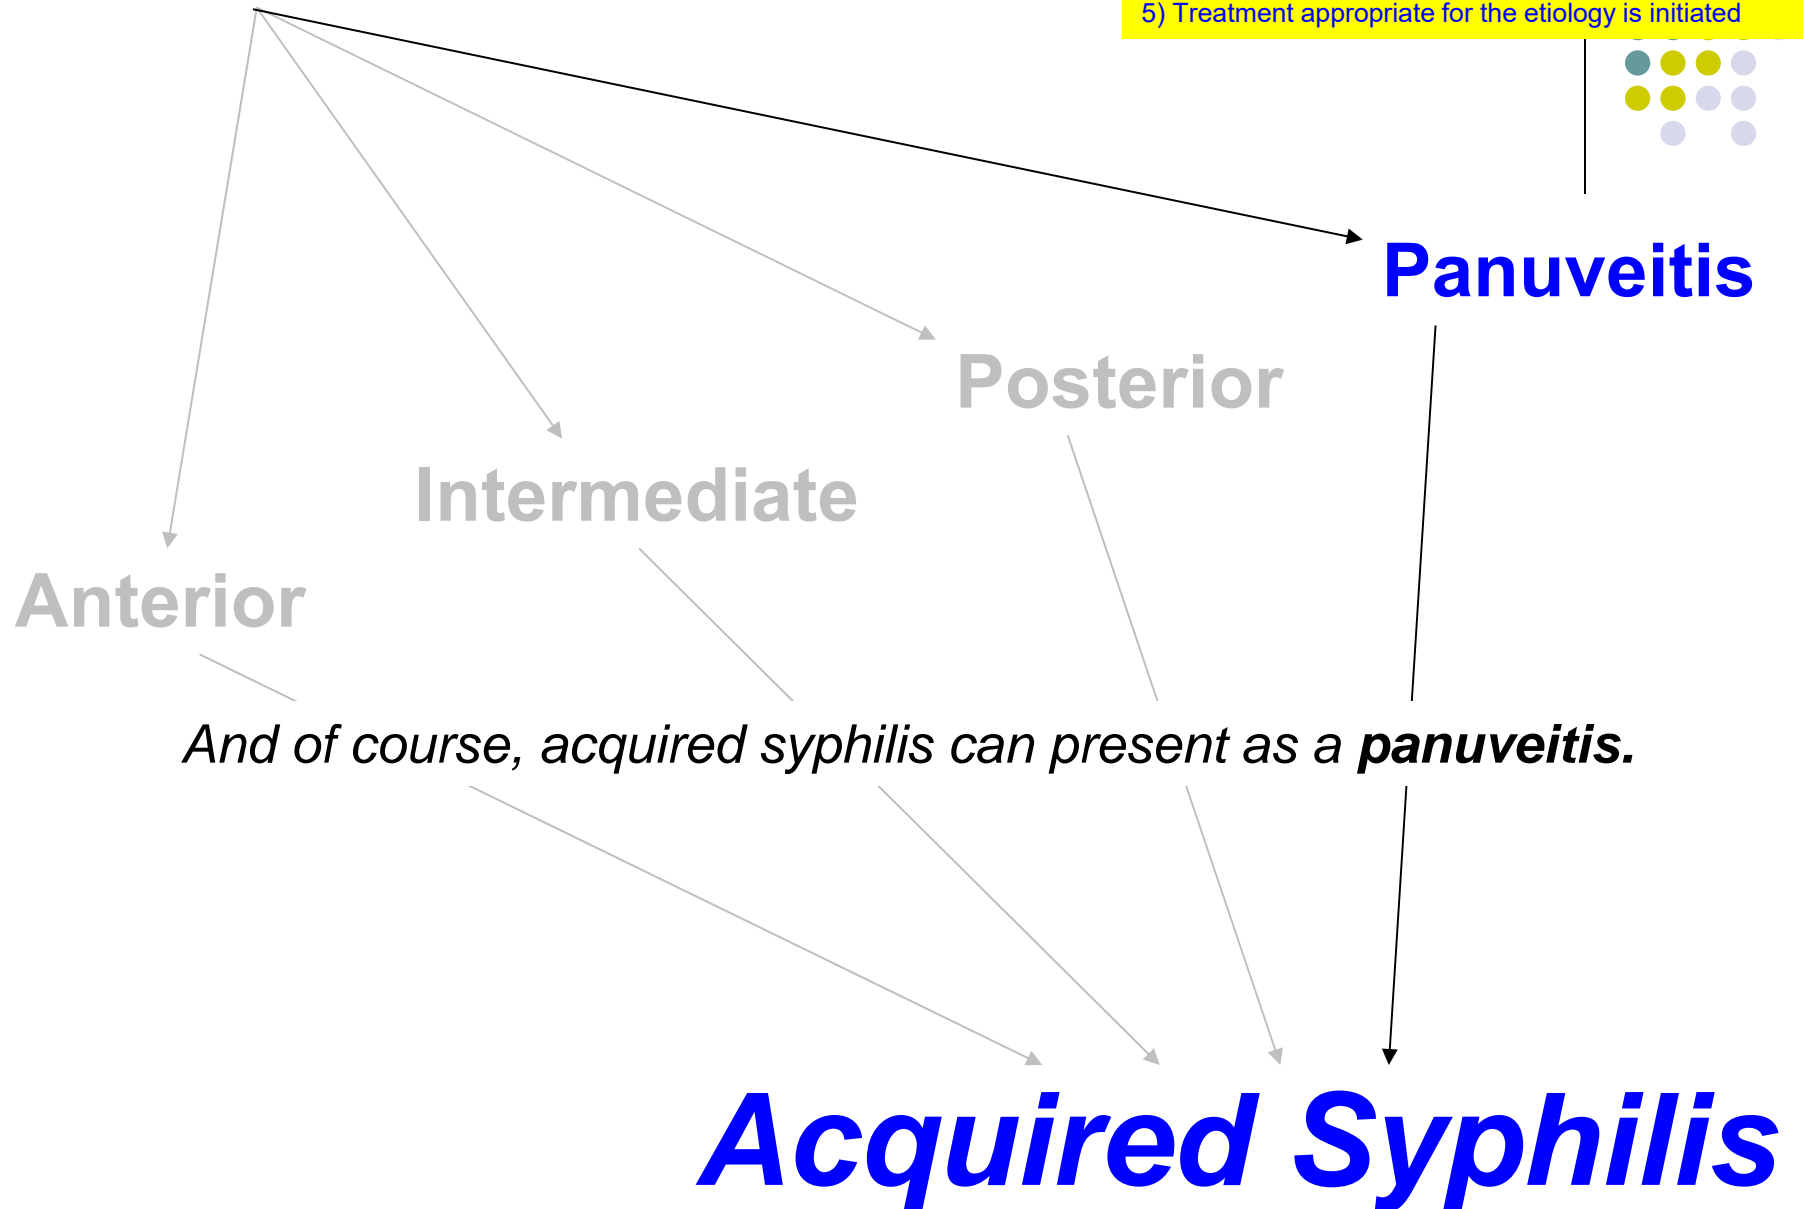 5) Treatment appropriate for the etiology is initiated
Panuveitis
Posterior
Intermediate
Anterior
And of course, acquired syphilis can present as a panuveitis.
Acquired Syphilis